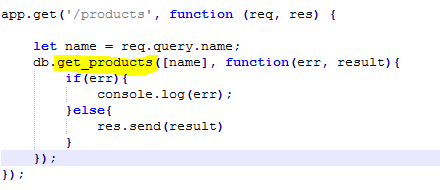 app.get('/products', function (req, res) {
let name = req.query.name;
db.get_products([name], function(err, result){
if(err){
console.log(err);
}else{
res.send(result)
}
});
});